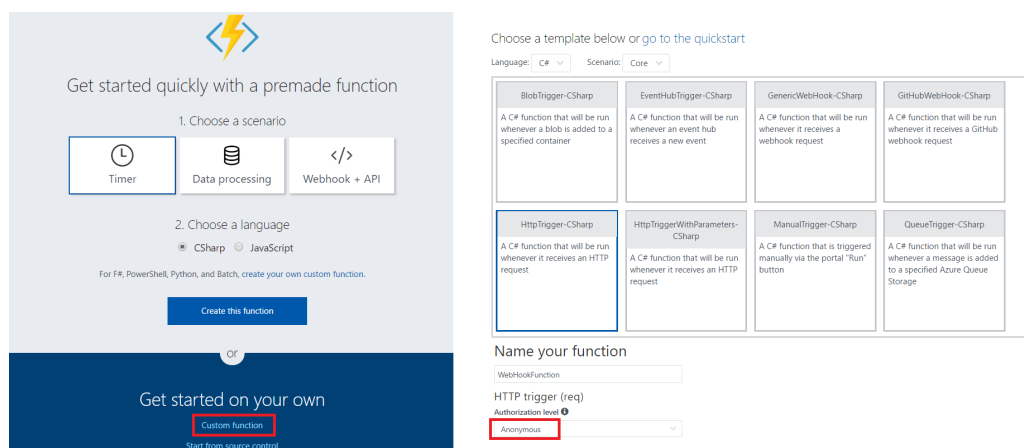 Get started quickly with a premade function
1. Choose a scenario
Timer
Data processing
Webhook + API
2. Choose a language
CSharp
JavaScript
For F#, PowerShell, Python, and Batch, create your own custom function.
Create this function
or
Get started on your own
Custom function
Start from source control
Choose a template below or go to the quickstart
Language: C#
Scenario: Core
BlobTrigger-CSharp
A C# function that will be run
whenever a blob is added to a
specified container
EventHubTrigger-CSharp
A C# function that will be run
whenever an event hub
receives a new event
GenericWebHook-CSharp
A C# function that will be run
whenever it receives a
webhook request
GitHubWebHook-CSharp
A C# function that will be run
whenever it receives a GitHub
webhook request
HttpTrigger-CSharp
A C# function that will be run
whenever it receives an HTTP
request
HttpTriggerWithParameters-
CSharp
A C# function that will be run
whenever it receives an HTTP
request
ManualTrigger-CSharp
A C# function that is triggered
manually via the portal "Run"
button
QueueTrigger-CSharp
A C# function that will be run
whenever a message is added
to a specified Azure Queue
Storage
Name your function
WebHookFunction
HTTP trigger (req)
Authorization level
Anonymous